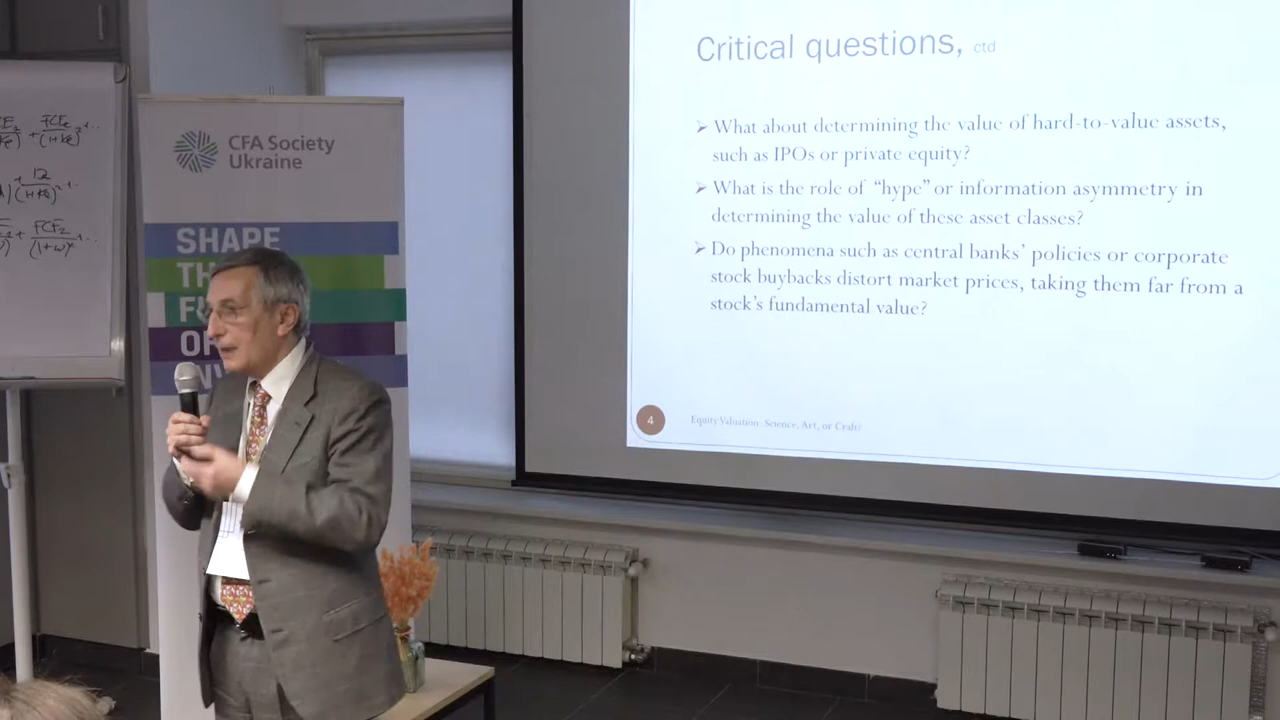 CFA Society
Ukraine
SHAPE
Critical questions, ctd
➢ What about determining the value of hard-to-value assets,
such as IPOs or private equity?
➢ What is the role of “hype” or information asymmetry in
determining the value of these asset classes?
➢ Do phenomena such as central banks’ policies or corporate
stock buybacks distort market prices, taking them far from a
stock’s fundamental value?
4
Equity Valuation: Science, Art, or Craft?